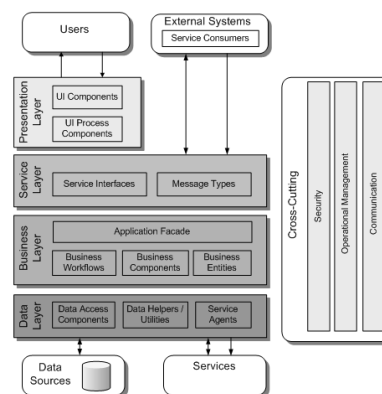 Users
External Systems
Service Consumers
Presentation
Layer
UI Components
UI Process
Components
Service
Layer
Service Interfaces
Message Types
Business
Layer
Application Facade
Business
Workflows
Business
Components
Business
Entities
Data
Layer
Data Access
Components
Data Helpers /
Utilities
Service
Agents
Data
Sources
Services
Cross-Cutting
Security
Operational Management
Communication